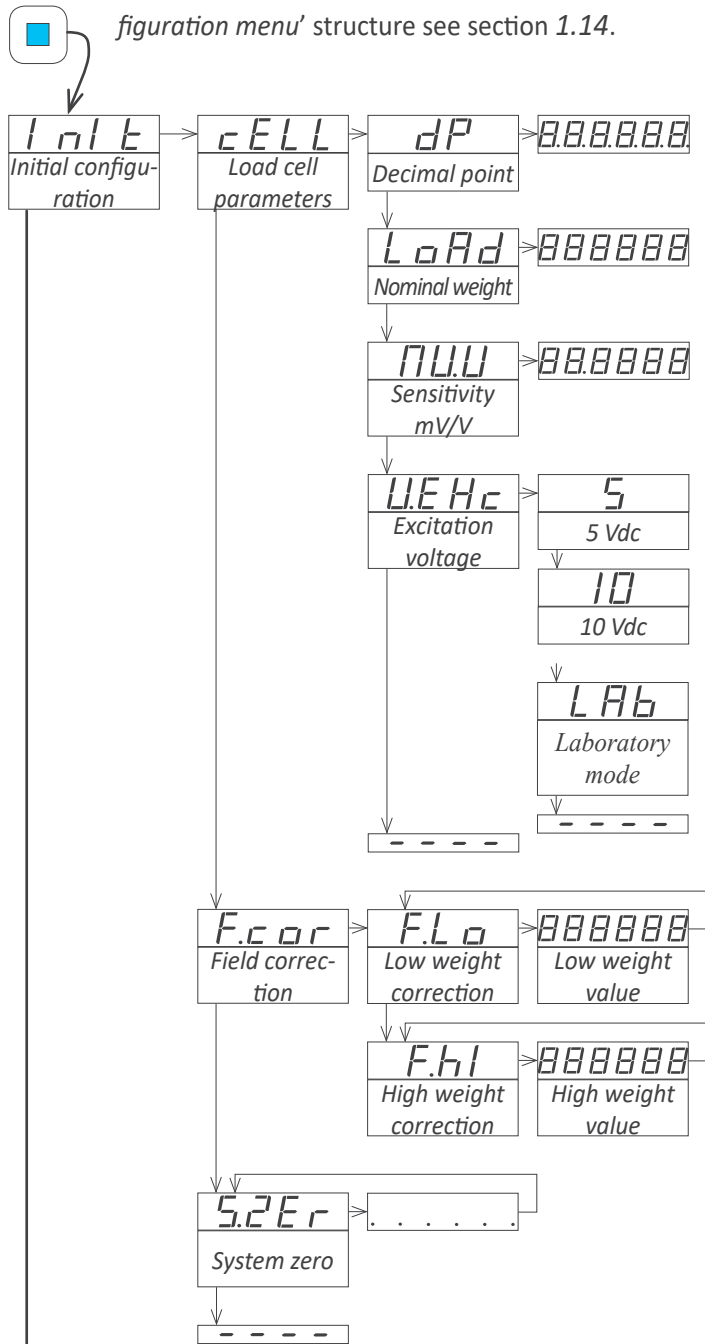 figuration menu’ structure see section 1.14.
InIt
Initial configu-
ration
cELL
Load cell
parameters
dP
Decimal point
8.8.8.8.8.8.
LoAd
Nominal weight
888888
MU.U
Sensitivity
mV/V
88.8888
U.EHc
Excitation
voltage
5
5 Vdc
10
10 Vdc
LAb
Laboratory
mode
- - - -
- - - -
F.cor
Field correc-
tion
F.Lo
Low weight
correction
888888
Low weight
value
F.hI
High weight
correction
888888
High weight
value
S.2Er
System zero
. . . . . .
- - - -